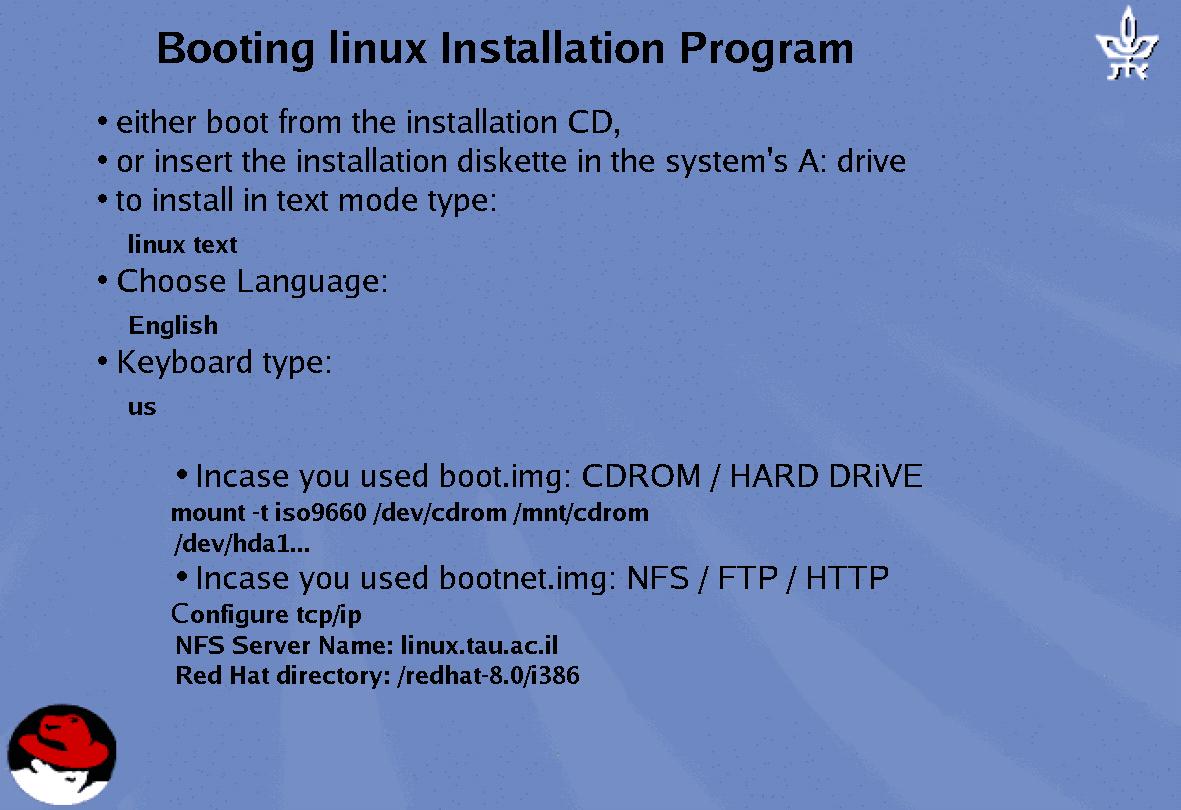 Booting linux Installation Program
• either boot from the installation CD,
• or insert the installation diskette in the system's A: drive
• to install in text mode type:
linux text
• Choose Language:
English
• Keyboard type:
us
• Incase you used boot.img: CDROM / HARD DRiVE
mount -t iso9660 /dev/cdrom /mnt/cdrom
/dev/hda1...
• Incase you used bootnet.img: NFS / FTP / HTTP
Configure tcp/ip
NFS Server Name: linux.tau.ac.il
Red Hat directory: /redhat-8.0/i386